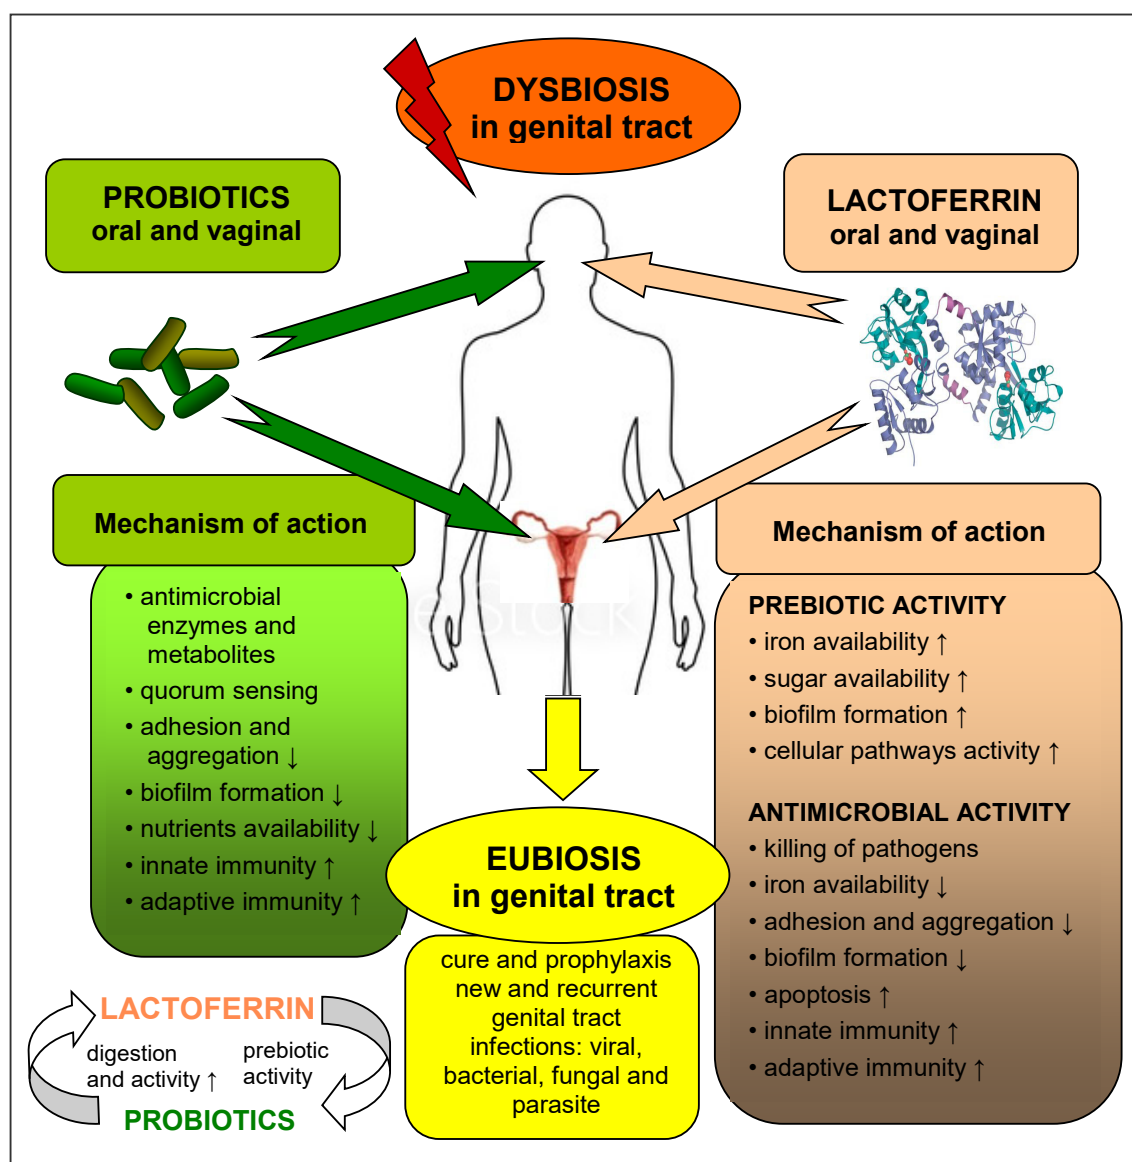 DYSBIOSIS
in genital tract
PROBIOTICS
oral and vaginal
LACTOFERRIN
oral and vaginal
Mechanism of action
• antimicrobial
enzymes and
metabolites
• quorum sensing
• adhesion and
aggregation ↓
• biofilm formation ↓
• nutrients availability ↓
• innate immunity ↑
• adaptive immunity ↑
Mechanism of action
PREBIOTIC ACTIVITY
• iron availability ↑
• sugar availability ↑
• biofilm formation ↑
• cellular pathways activity ↑
ANTIMICROBIAL ACTIVITY
• killing of pathogens
• iron availability ↓
• adhesion and aggregation ↓
• biofilm formation ↓
• apoptosis ↑
• innate immunity ↑
• adaptive immunity ↑
EUBIOSIS
in genital tract
cure and prophylaxis
new and recurrent
genital tract
infections: viral,
bacterial, fungal and
parasite
LACTOFERRIN
digestion
and activity ↑
prebiotic
activity
PROBIOTICS